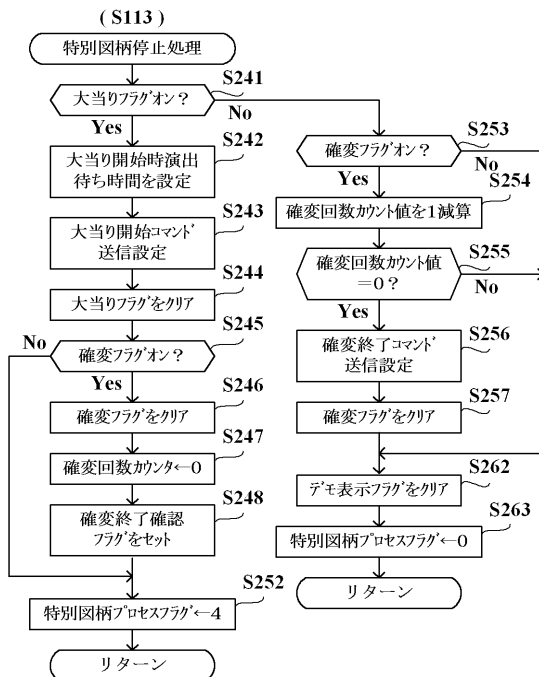 ( S113 )
特別図柄停止処理
S241
大当りフラグオン？
Yes
No
S242
大当り開始時演出
待ち時間を設定
S243
大当り開始コマンド
送信設定
S244
大当りフラグをクリア
S245
確変フラグオン？
No
Yes
S246
確変フラグをクリア
S247
確変回数カウンタ←0
S248
確変終了確認
フラグをセット
S252
特別図柄プロセスフラグ←4
リターン
S253
確変フラグオン？
Yes
No
S254
確変回数カウント値を1減算
S255
確変回数カウント値
＝0？
Yes
No
S256
確変終了コマンド
送信設定
S257
確変フラグをクリア
S262
デモ表示フラグをクリア
S263
特別図柄プロセスフラグ←0
リターン